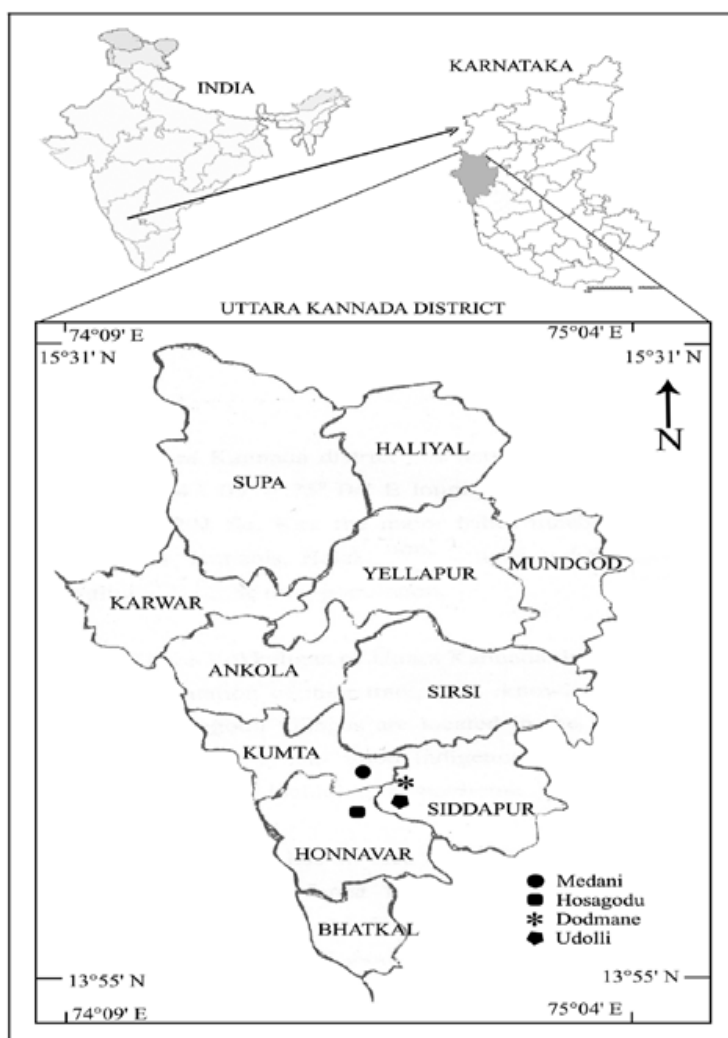 INDIA
KARNATAKA
UTTARA KANNADA DISTRICT
74°09' E 75°04' E
15°31' N 15°31' N
N
HALIYAL
SUPA
MUNDGOD
YELLAPUR
KARWAR
ANKOLA
SIRSI
KUMTA
SIDDAPUR
HONNAVAR
Medani
Hosagodu
Dodmane
BHATKAL
Udolli
13°55' N 13°55' N
74°09' E 75°04' E